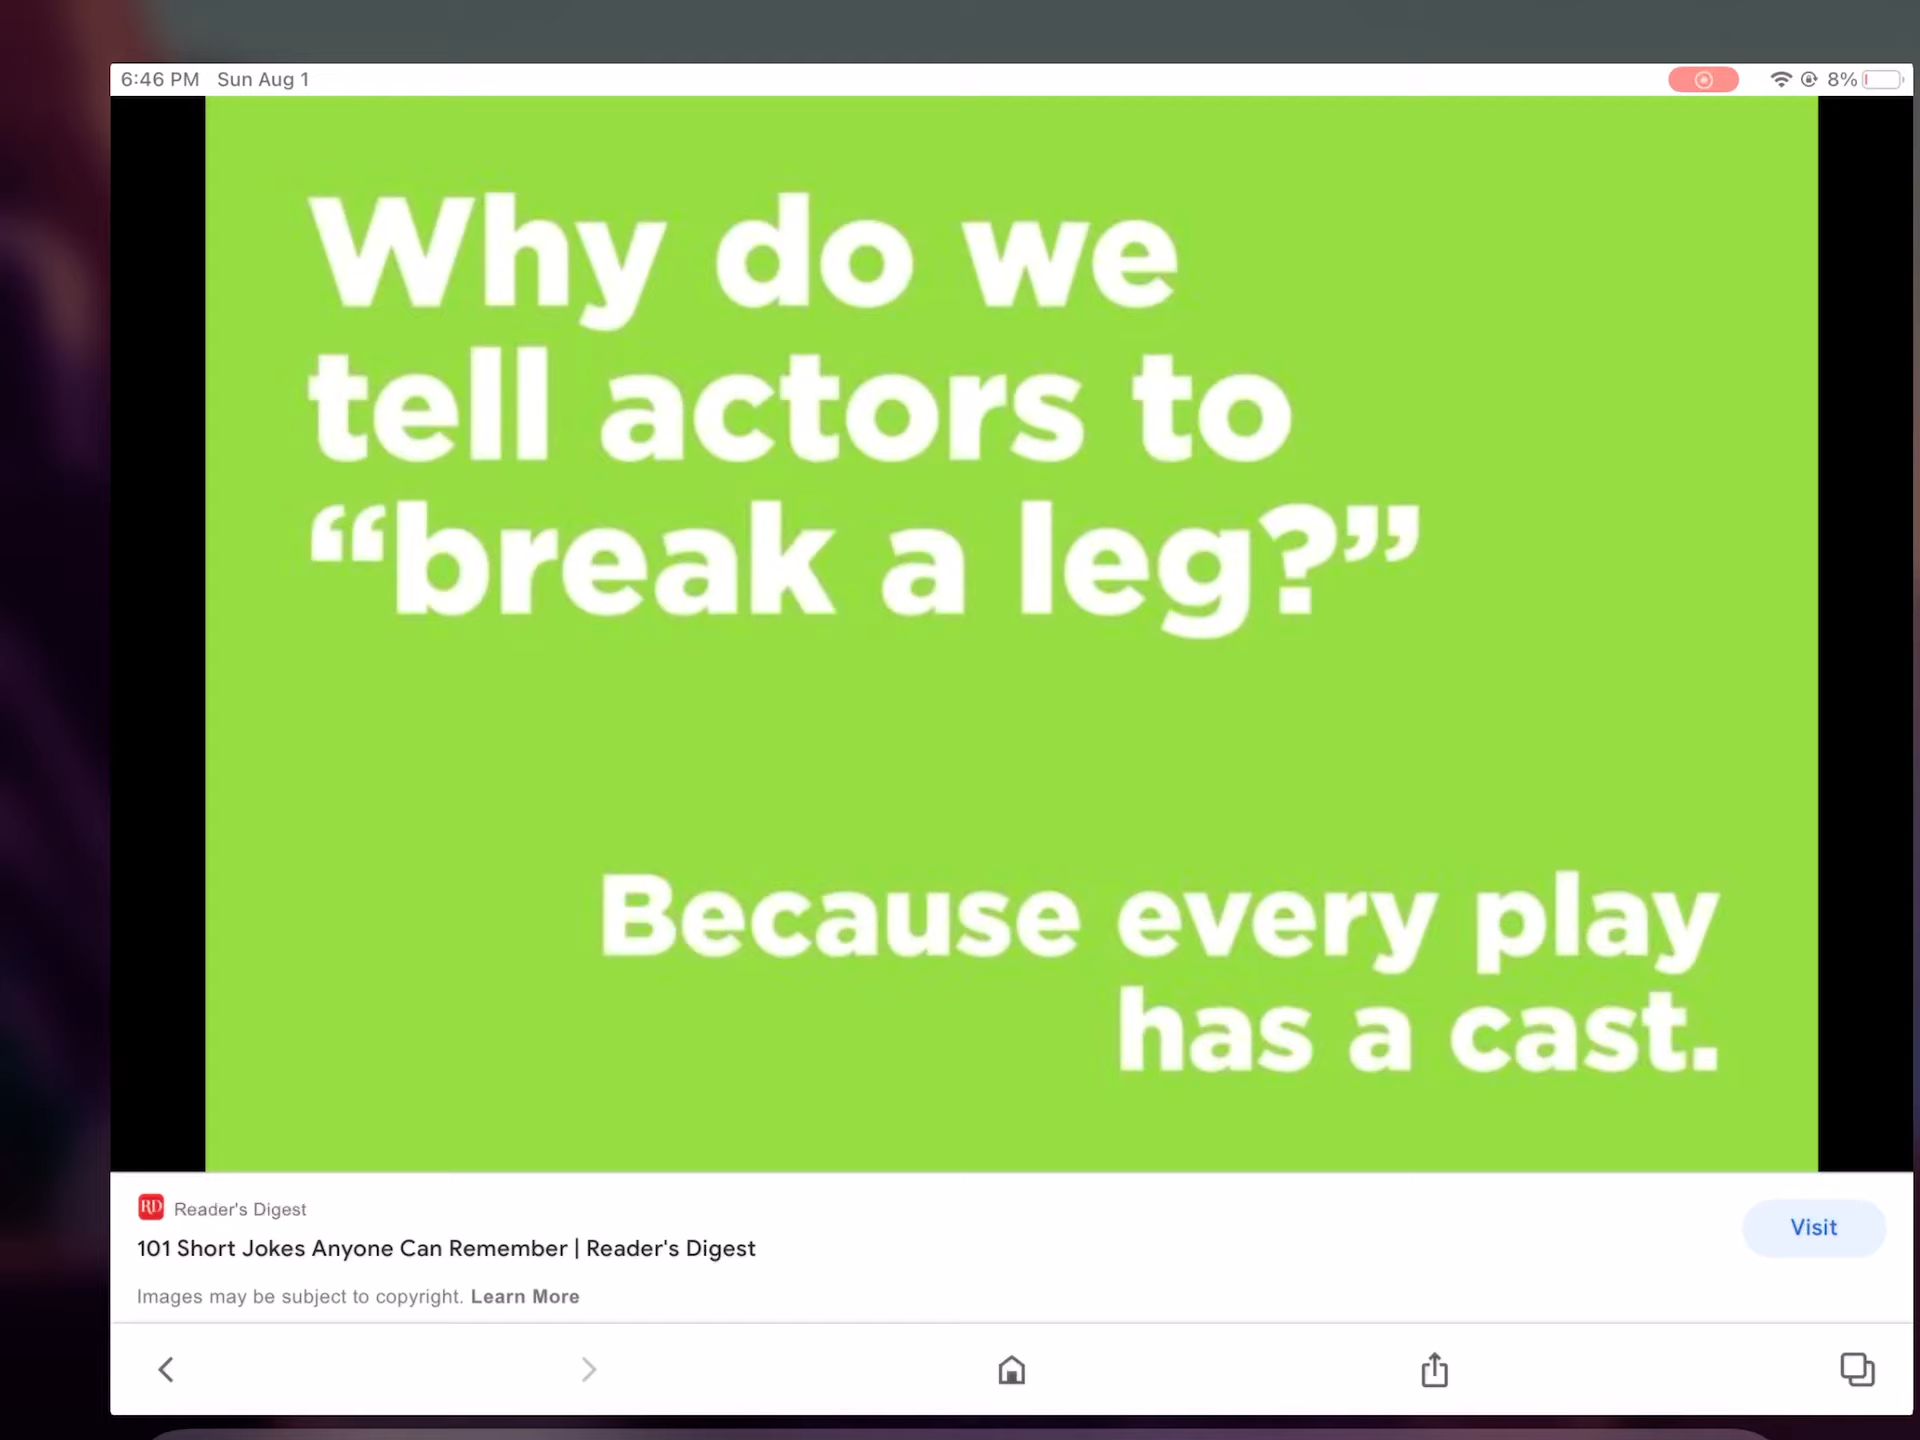 6:46 PM Sun Aug 1
8%
Why do we
tell actors to
“break a leg?”
Because every play
has a cast.
RD Reader's Digest
101 Short Jokes Anyone Can Remember | Reader's Digest
Visit
Images may be subject to copyright. Learn More